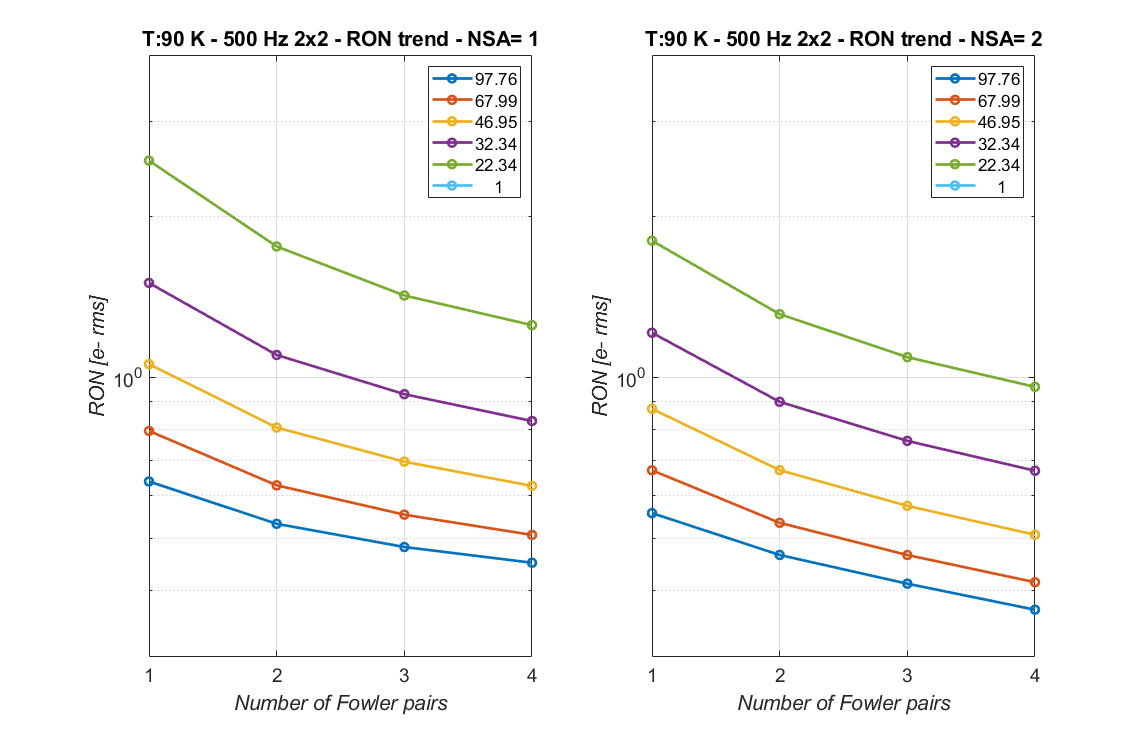 T:90 K - 500 Hz 2x2 - RON trend - NSA= 1
97.76
67.99
46.95
32.34
22.34
1
RON [e- rms]
10^0
1 2 3 4
Number of Fowler pairs
T:90 K - 500 Hz 2x2 - RON trend - NSA= 2
97.76
67.99
46.95
32.34
22.34
1
RON [e- rms]
10^0
1 2 3 4
Number of Fowler pairs